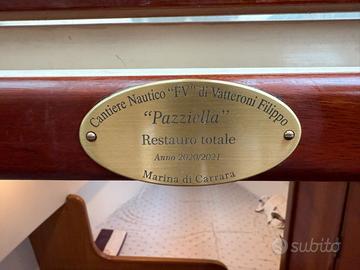 Cantiere Nautico "FV" di Vatteroni Filippo
"Pazziella"
Restauro totale
Anno 2020/2021
Marina di Carrara
subito